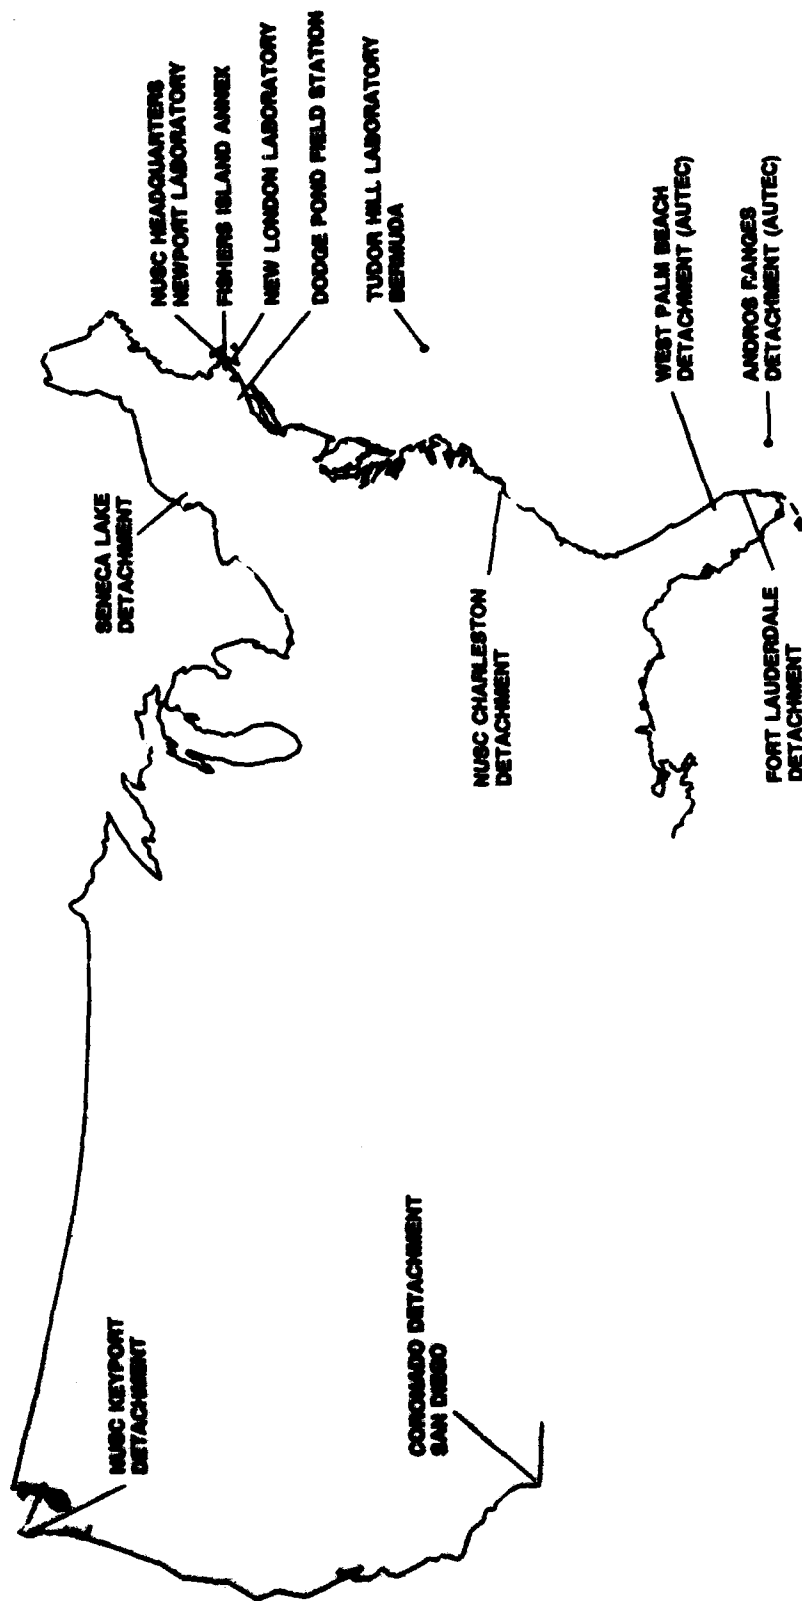 NUSC KEYPORT
DETACHMENT
CORONADO DETACHMENT
SAN DIEGO
SENECA LAKE
DETACHMENT
NUSC HEADQUARTERS
NEWPORT LABORATORY
FISHERS ISLAND ANNEX
NEW LONDON LABORATORY
DODGE POND FIELD STATION
TUDOR HILL LABORATORY
BERMUDA
NUSC CHARLESTON
DETACHMENT
WEST PALM BEACH
DETACHMENT (AUTEC)
ANDROS RANGES
DETACHMENT (AUTEC)
FORT LAUDERDALE
DETACHMENT